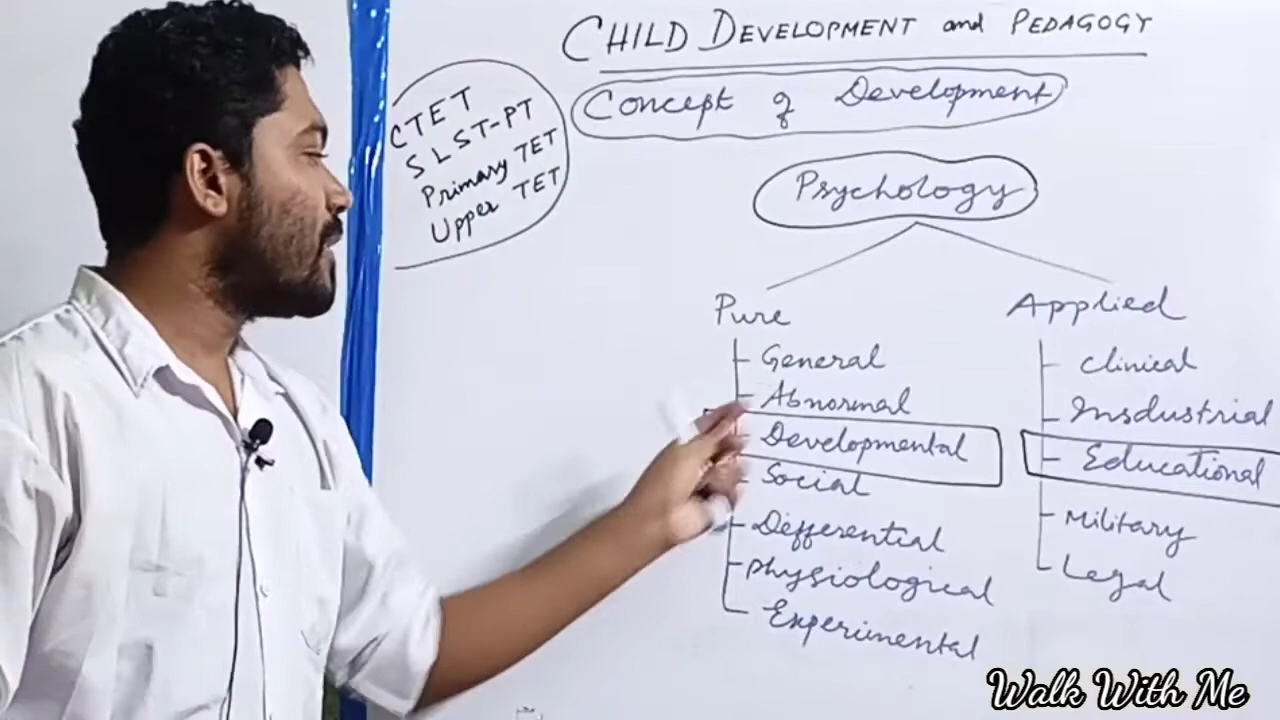 CHILD DEVELOPMENT and PEDAGOGY
Concept of Development
CTET
SLST-PT
Primary TET
Upper TET
Psychology
Pure
General
Abnormal
Developmental
Social
Differential
Physiological
Experimental
Applied
Clinical
Insdustrial
Educational
Military
Legal
Walk With Me